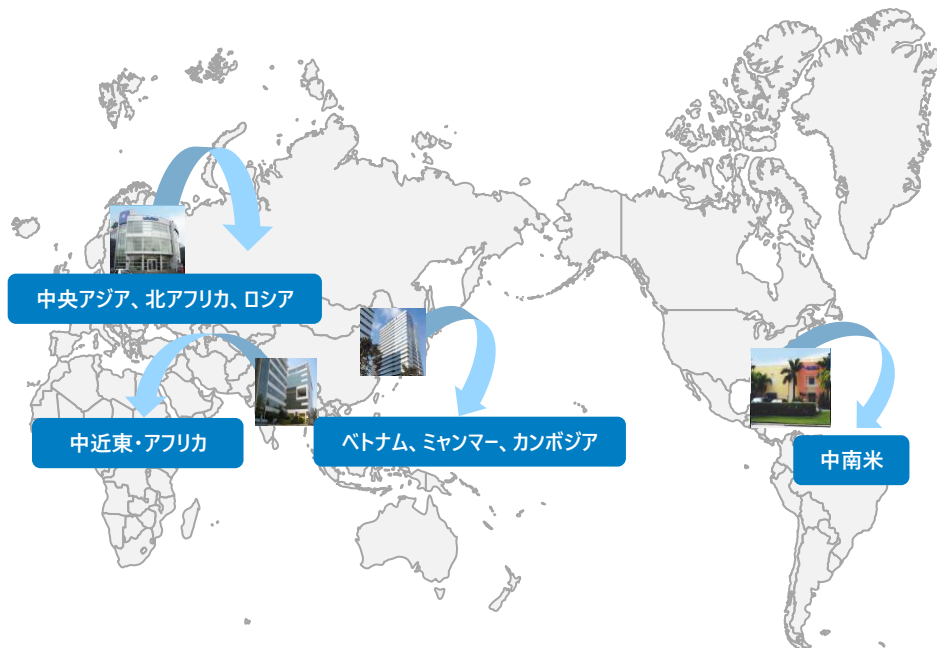 中央アジア、北アフリカ、ロシア
中近東・アフリカ
ベトナム、ミャンマー、カンボジア
中南米